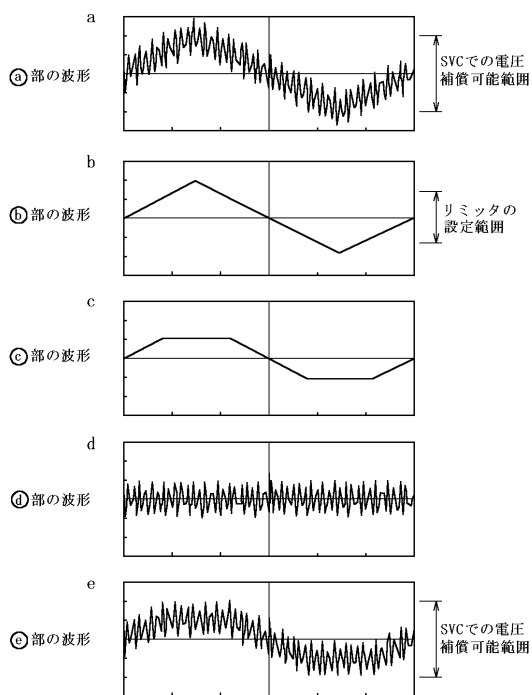 a
ⓐ部の波形
SVCでの電圧
補償可能範囲
b
ⓑ部の波形
リミッタの
設定範囲
c
ⓒ部の波形
d
ⓓ部の波形
e
ⓔ部の波形
SVCでの電圧
補償可能範囲